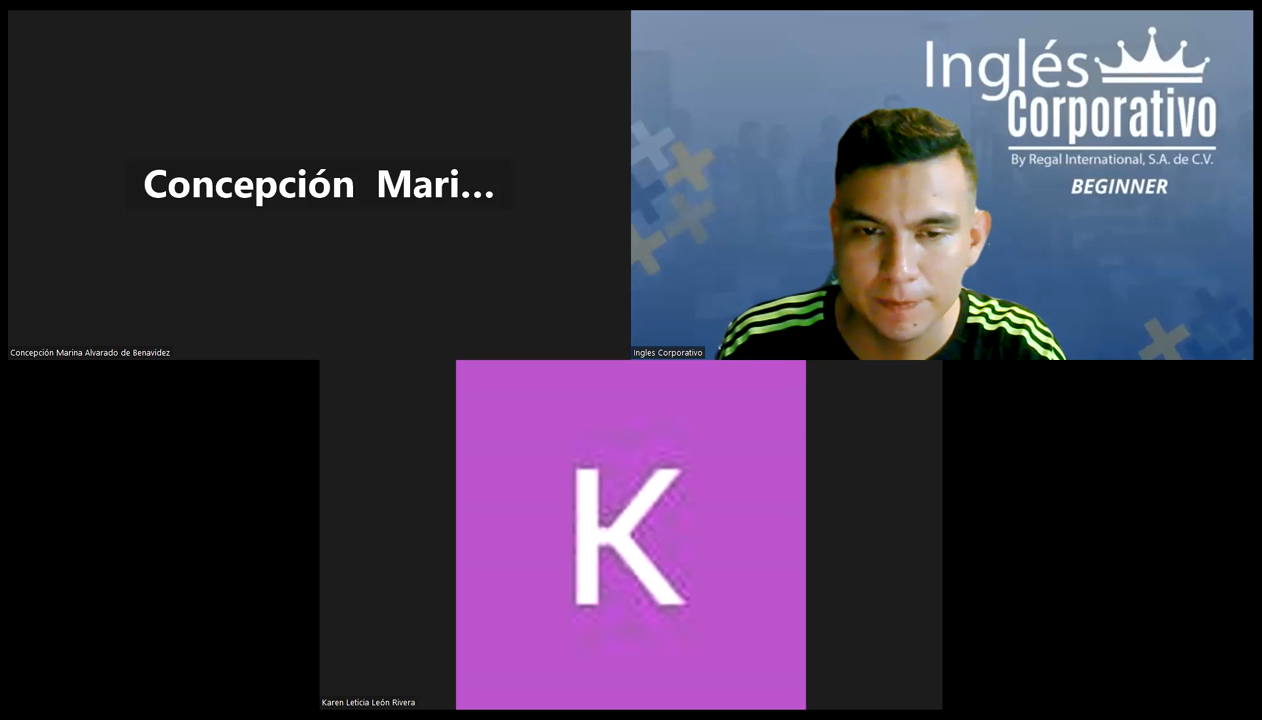 Concepción Mari...
Concepción Marina Alvarado de Benavidez
Inglés
Corporativo
By Regal International, S.A. de C.V.
BEGINNER
Ingles Corporativo
K
Karen Leticia León Rivera